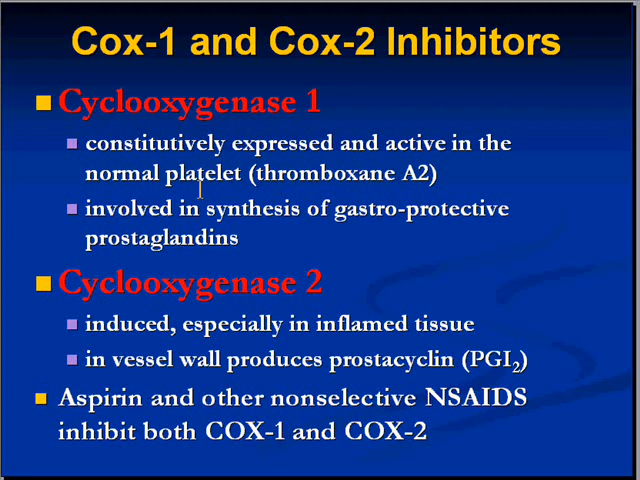 Cox-1 and Cox-2 Inhibitors
Cyclooxygenase 1
constitutively expressed and active in the
normal platelet (thromboxane A2)
involved in synthesis of gastro-protective
prostaglandins
Cyclooxygenase 2
induced, especially in inflamed tissue
in vessel wall produces prostacyclin (PGI₂)
Aspirin and other nonselective NSAIDS
inhibit both COX-1 and COX-2